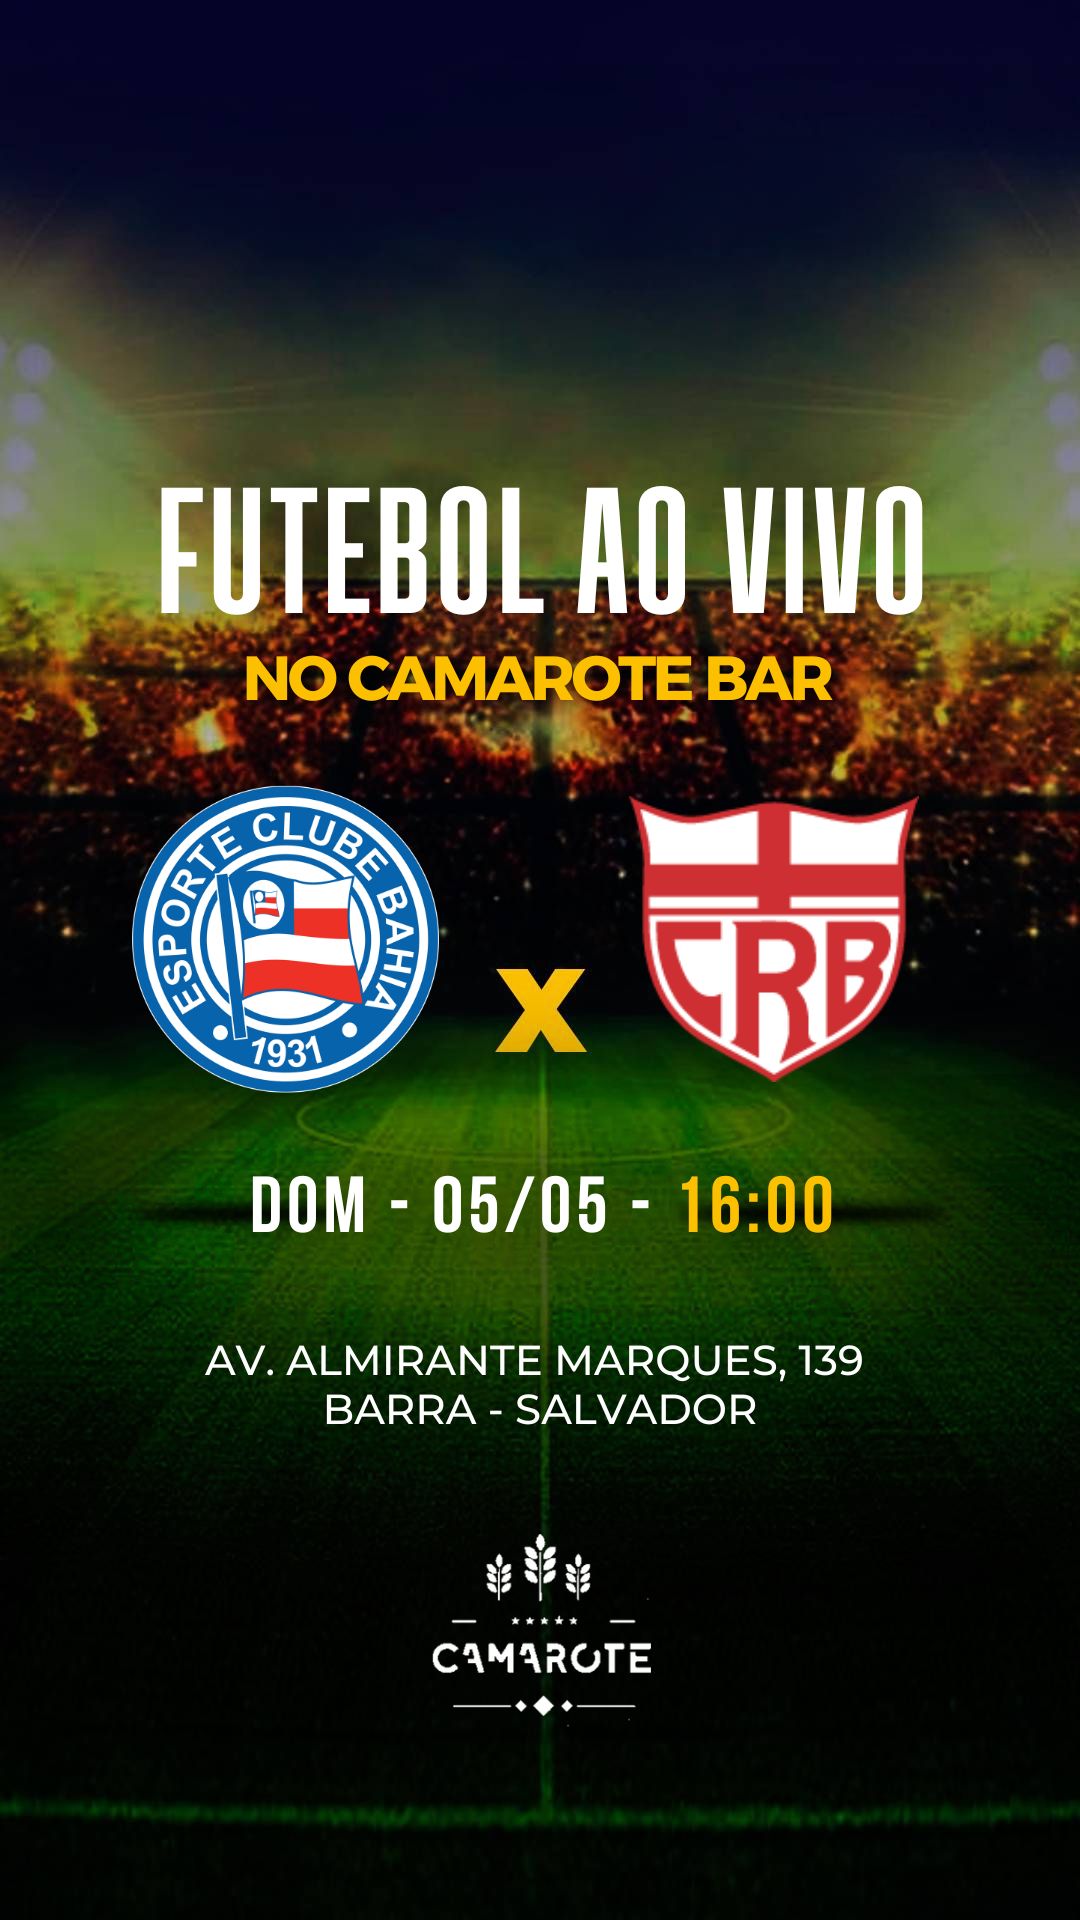 FUTEBOL AO VIVO
NO CAMAROTE BAR
ESPORTE CLUBE BAHIA
1931
X
CRB
DOM - 05/05 - 16:00
AV. ALMIRANTE MARQUES, 139
BARRA - SALVADOR
CAMAROTE